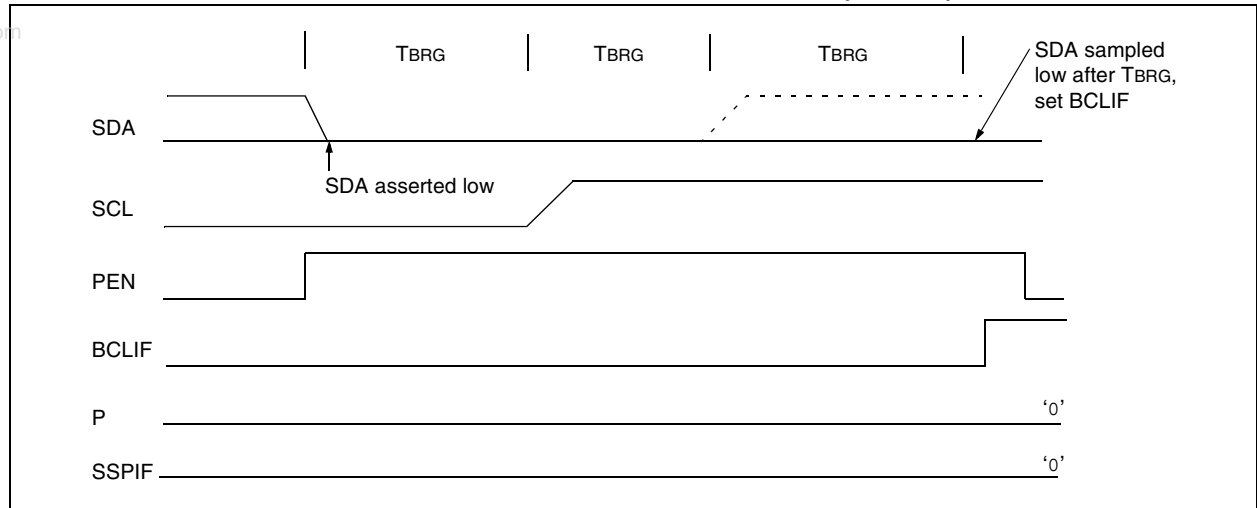 om
TBRG TBRG TBRG
SDA sampled
low after TBRG,
set BCLIF
SDA
SDA asserted low
SCL
PEN
BCLIF
P '0'
SSPIF '0'